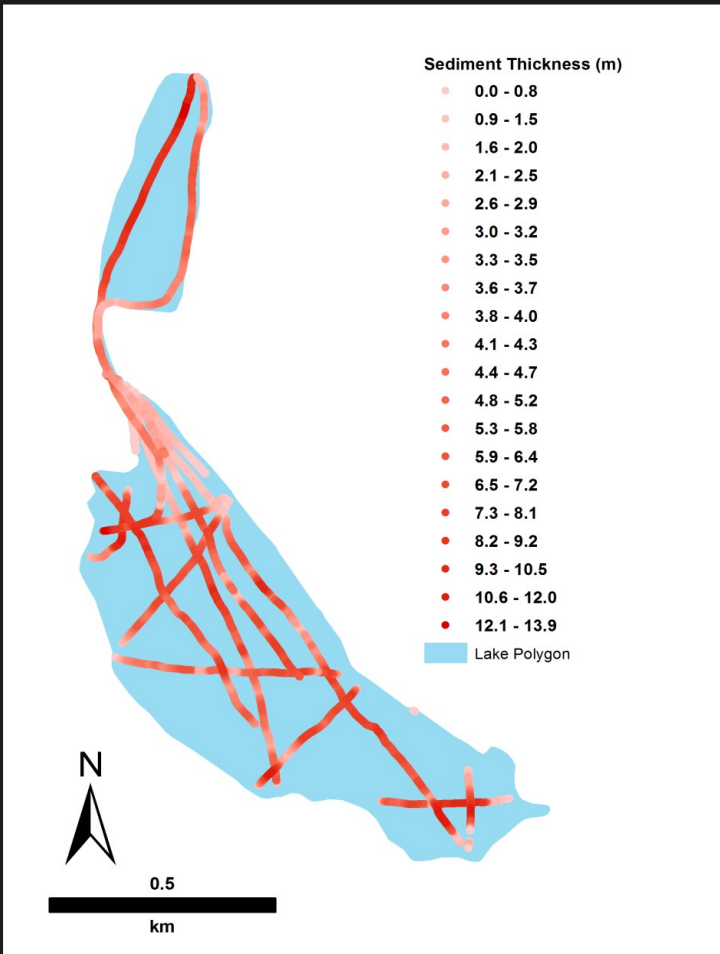 Sediment Thickness (m)
0.0 - 0.8
0.9 - 1.5
1.6 - 2.0
2.1 - 2.5
2.6 - 2.9
3.0 - 3.2
3.3 - 3.5
3.6 - 3.7
3.8 - 4.0
4.1 - 4.3
4.4 - 4.7
4.8 - 5.2
5.3 - 5.8
5.9 - 6.4
6.5 - 7.2
7.3 - 8.1
8.2 - 9.2
9.3 - 10.5
10.6 - 12.0
12.1 - 13.9
Lake Polygon
N
0.5
km